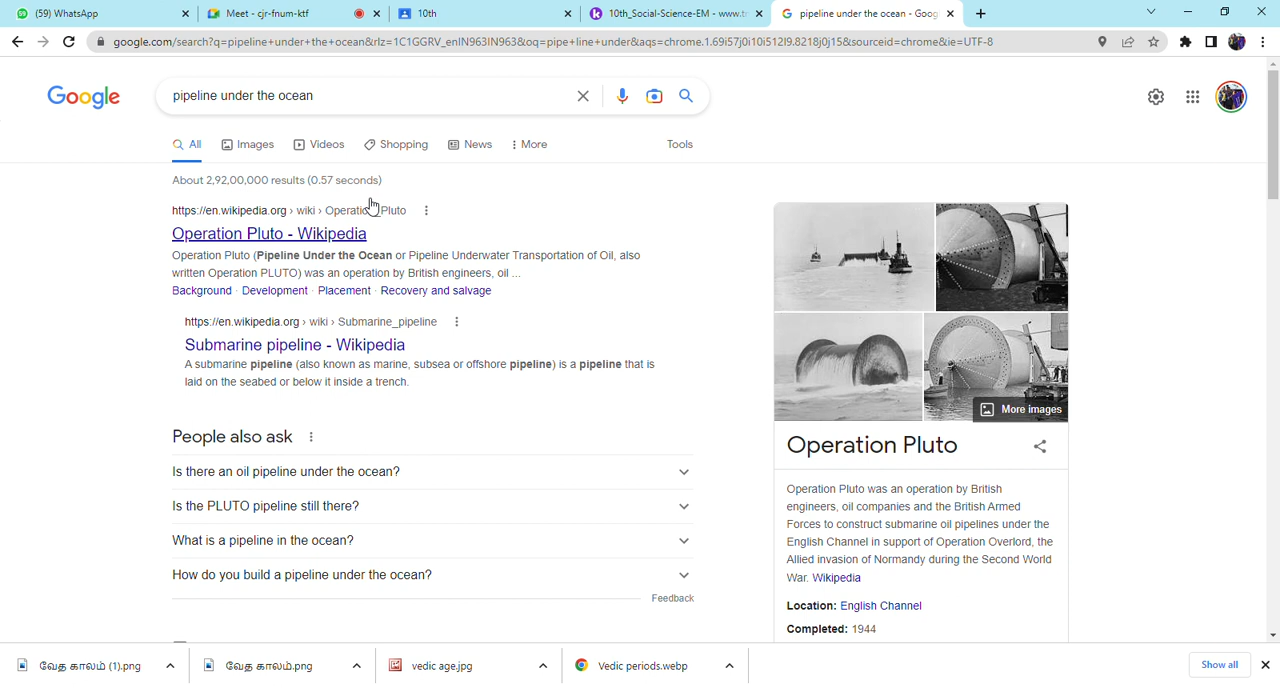 (59) WhatsApp
Meet - cjr-fnum-ktf
10th
10th_Social-Science-EM - www.tr
pipeline under the ocean - Goog
google.com/search?q=pipeline+under+the+ocean&rlz=1C1GGRV_enIN963IN963&oq=pipe+line+under&aqs=chrome.1.69i57j0i10i512l9.8218j0j15&sourceid=chrome&ie=UTF-8
Google
pipeline under the ocean
All
Images
Videos
Shopping
News
More
Tools
About 2,92,00,000 results (0.57 seconds)
https://en.wikipedia.org › wiki › Operation_Pluto
Operation Pluto - Wikipedia
Operation Pluto (Pipeline Under the Ocean or Pipeline Underwater Transportation of Oil, also
written Operation PLUTO) was an operation by British engineers, oil ...
Background · Development · Placement · Recovery and salvage
https://en.wikipedia.org › wiki › Submarine_pipeline
Submarine pipeline - Wikipedia
A submarine pipeline (also known as marine, subsea or offshore pipeline) is a pipeline that is
laid on the seabed or below it inside a trench.
People also ask
Is there an oil pipeline under the ocean?
Is the PLUTO pipeline still there?
What is a pipeline in the ocean?
How do you build a pipeline under the ocean?
Feedback
More images
Operation Pluto
Operation Pluto was an operation by British
engineers, oil companies and the British Armed
Forces to construct submarine oil pipelines under the
English Channel in support of Operation Overlord, the
Allied invasion of Normandy during the Second World
War. Wikipedia
Location: English Channel
Completed: 1944
வேத காலம் (1).png
வேத காலம்.png
vedic age.jpg
Vedic periods.webp
Show all